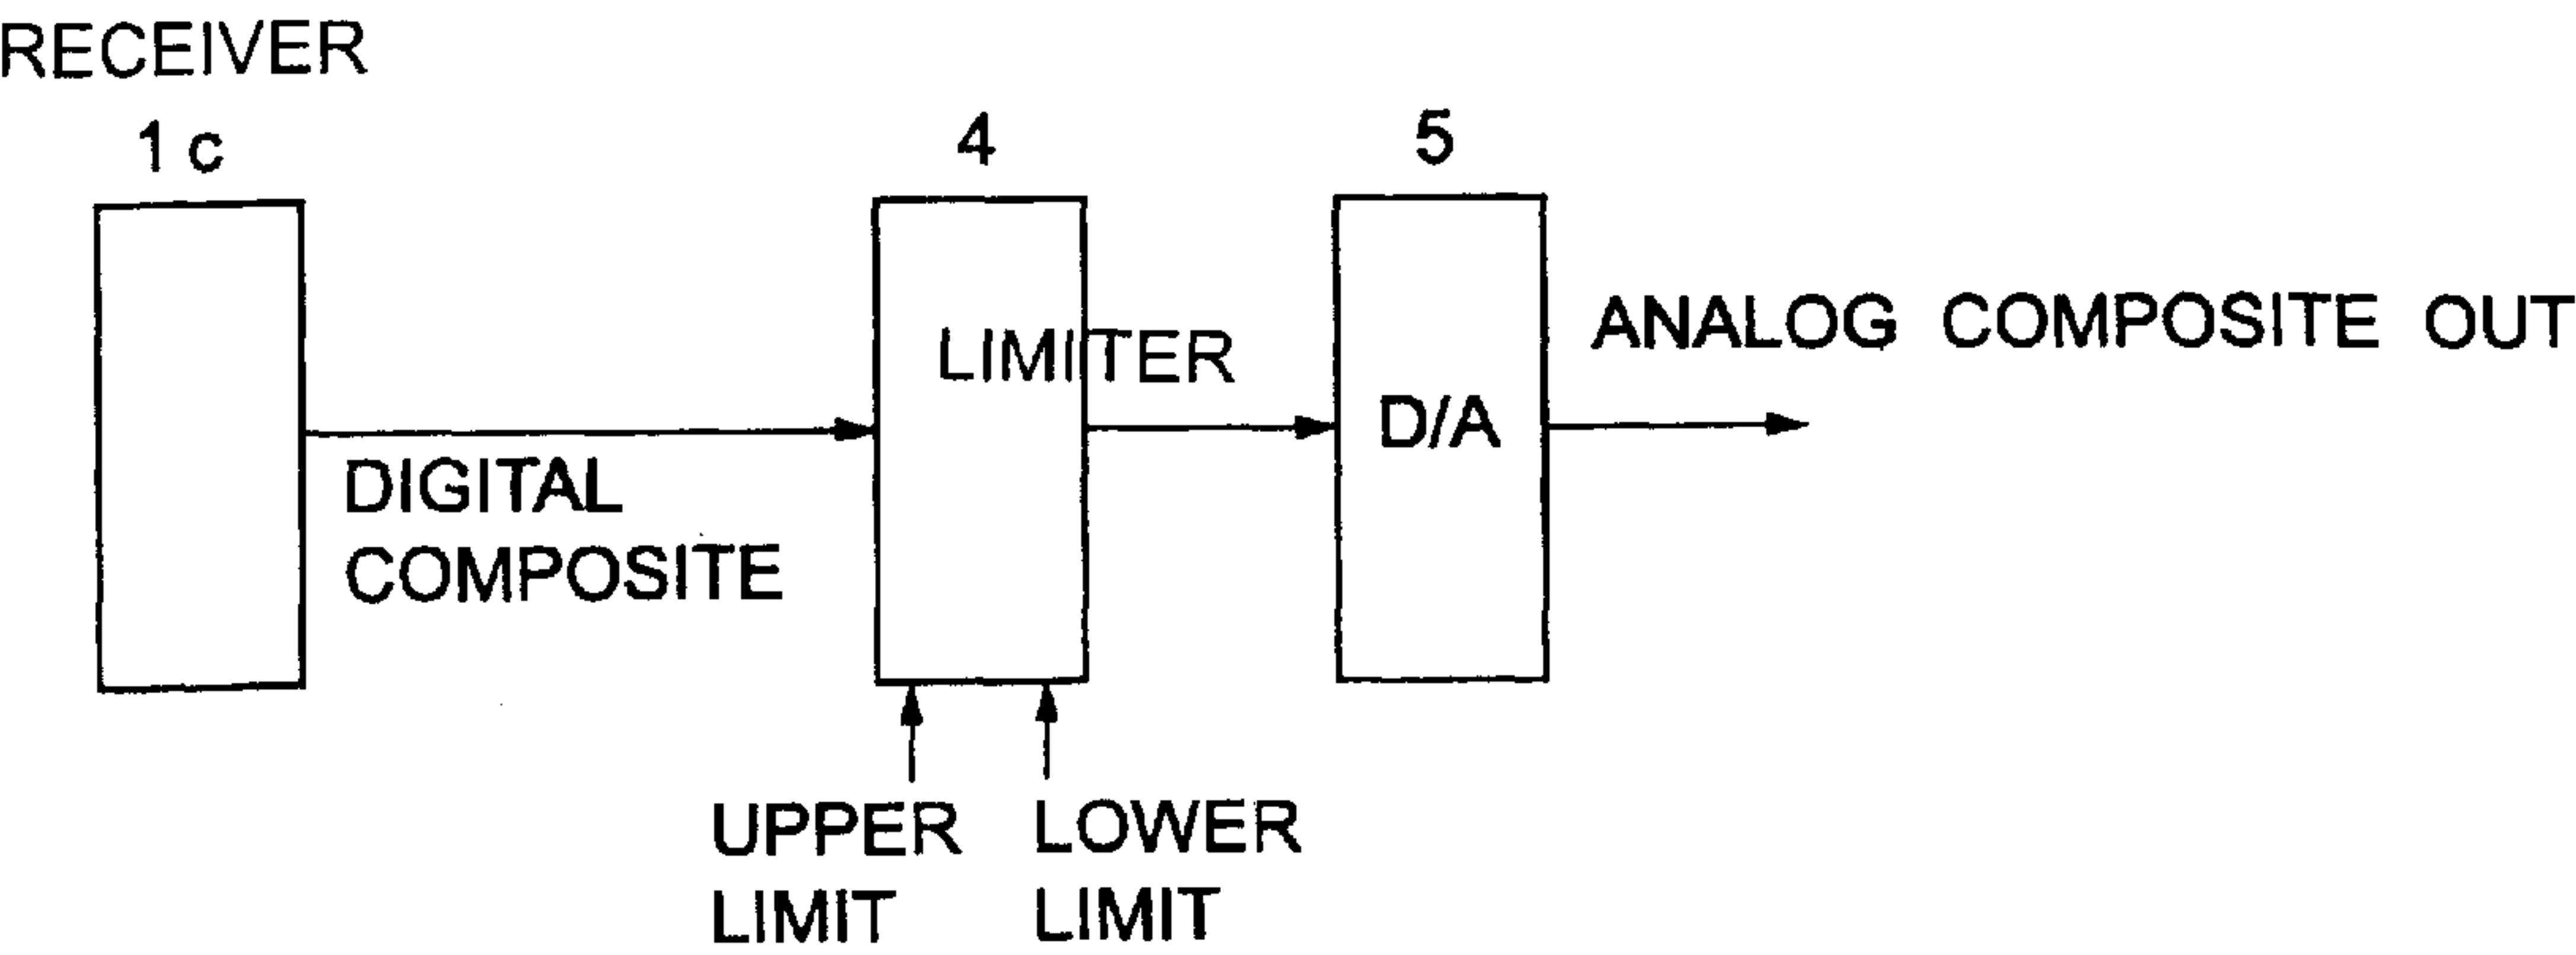 RECEIVER
1c
4
5
LIMITER
D/A
ANALOG COMPOSITE OUT
DIGITAL
COMPOSITE
UPPER
LIMIT
LOWER
LIMIT